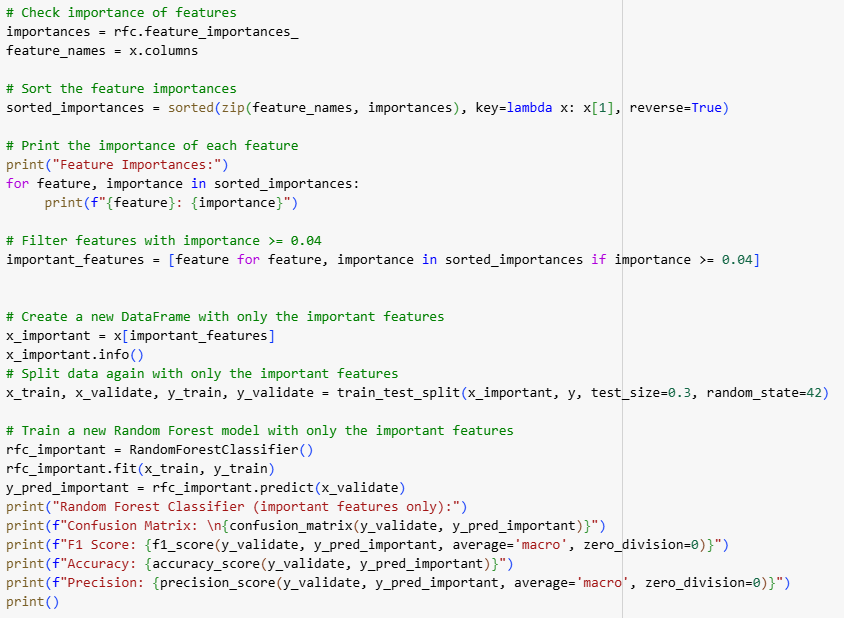 # Check importance of features
importances = rfc.feature_importances_
feature_names = x.columns
# Sort the feature importances
sorted_importances = sorted(zip(feature_names, importances), key=lambda x: x[1], reverse=True)
# Print the importance of each feature
print("Feature Importances:")
for feature, importance in sorted_importances:
     print(f"{feature}: {importance}")
# Filter features with importance >= 0.04
important_features = [feature for feature, importance in sorted_importances if importance >= 0.04]
# Create a new DataFrame with only the important features
x_important = x[important_features]
x_important.info()
# Split data again with only the important features
x_train, x_validate, y_train, y_validate = train_test_split(x_important, y, test_size=0.3, random_state=42)
# Train a new Random Forest model with only the important features
rfc_important = RandomForestClassifier()
rfc_important.fit(x_train, y_train)
y_pred_important = rfc_important.predict(x_validate)
print("Random Forest Classifier (important features only):")
print(f"Confusion Matrix: \n{confusion_matrix(y_validate, y_pred_important)}")
print(f"F1 Score: {f1_score(y_validate, y_pred_important, average='macro', zero_division=0)}")
print(f"Accuracy: {accuracy_score(y_validate, y_pred_important)}")
print(f"Precision: {precision_score(y_validate, y_pred_important, average='macro', zero_division=0)}")
print()